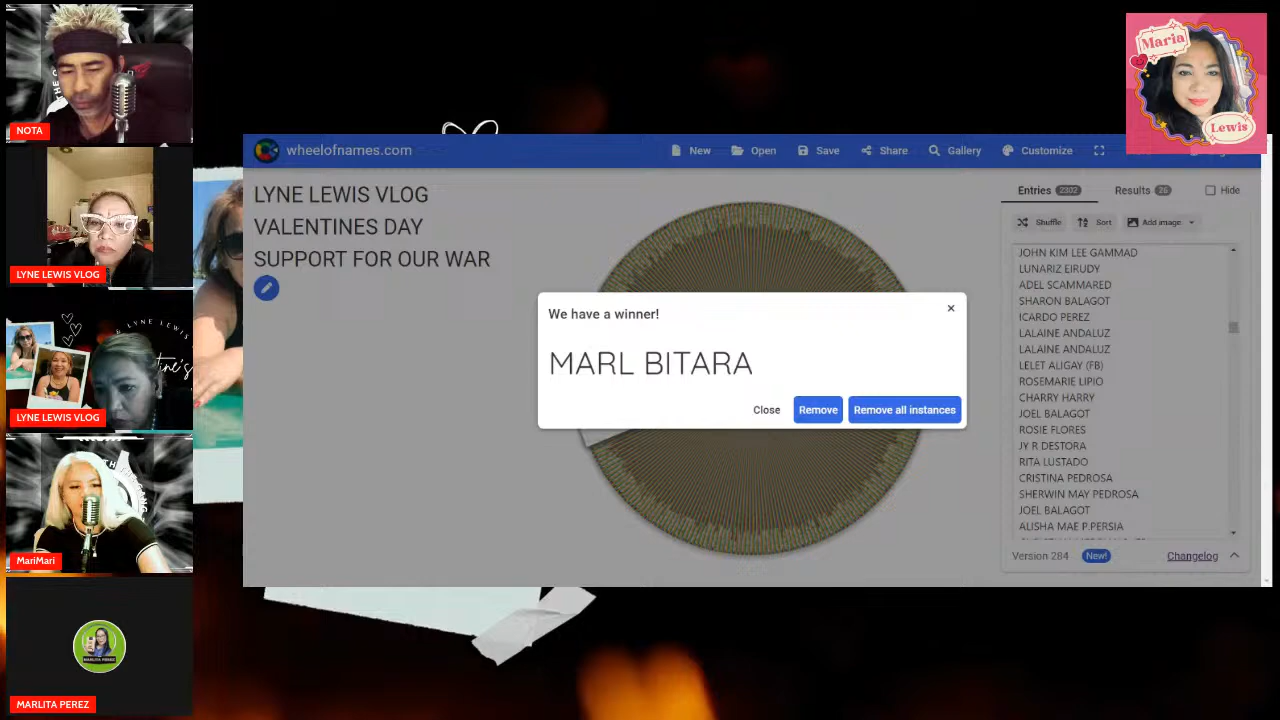 NOTA
LYNE LEWIS VLOG
LYNE LEWIS VLOG
MariMari
MARLITA PEREZ
Maria
Lewis
wheelofnames.com
New
Open
Save
Share
Gallery
Customize
LYNE LEWIS VLOG
VALENTINES DAY
SUPPORT FOR OUR WAR
We have a winner!
×
MARL BITARA
Close
Remove
Remove all instances
Entries 2302
Results 26
Hide
Shuffle
Sort
Add image
JOHN KIM LEE GAMMAD
LUNARIZ EIRUDY
ADEL SCAMMARED
SHARON BALAGOT
ICARDO PEREZ
LALAINE ANDALUZ
LALAINE ANDALUZ
LELET ALIGAY (FB)
ROSEMARIE LIPIO
CHARRY HARRY
JOEL BALAGOT
ROSIE FLORES
JY R DESTORA
RITA LUSTADO
CRISTINA PEDROSA
SHERWIN MAY PEDROSA
JOEL BALAGOT
ALISHA MAE P.PERSIA
Version 284
New!
Changelog